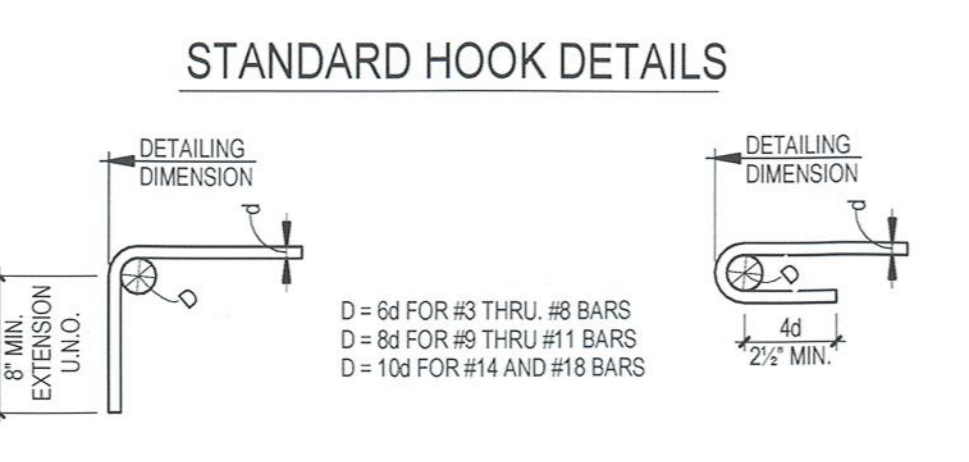 STANDARD HOOK DETAILS
DETAILING
DIMENSION
d
D
8" MIN.
EXTENSION
U.N.O.
D = 6d FOR #3 THRU. #8 BARS
D = 8d FOR #9 THRU #11 BARS
D = 10d FOR #14 AND #18 BARS
DETAILING
DIMENSION
d
D
4d
2½" MIN.